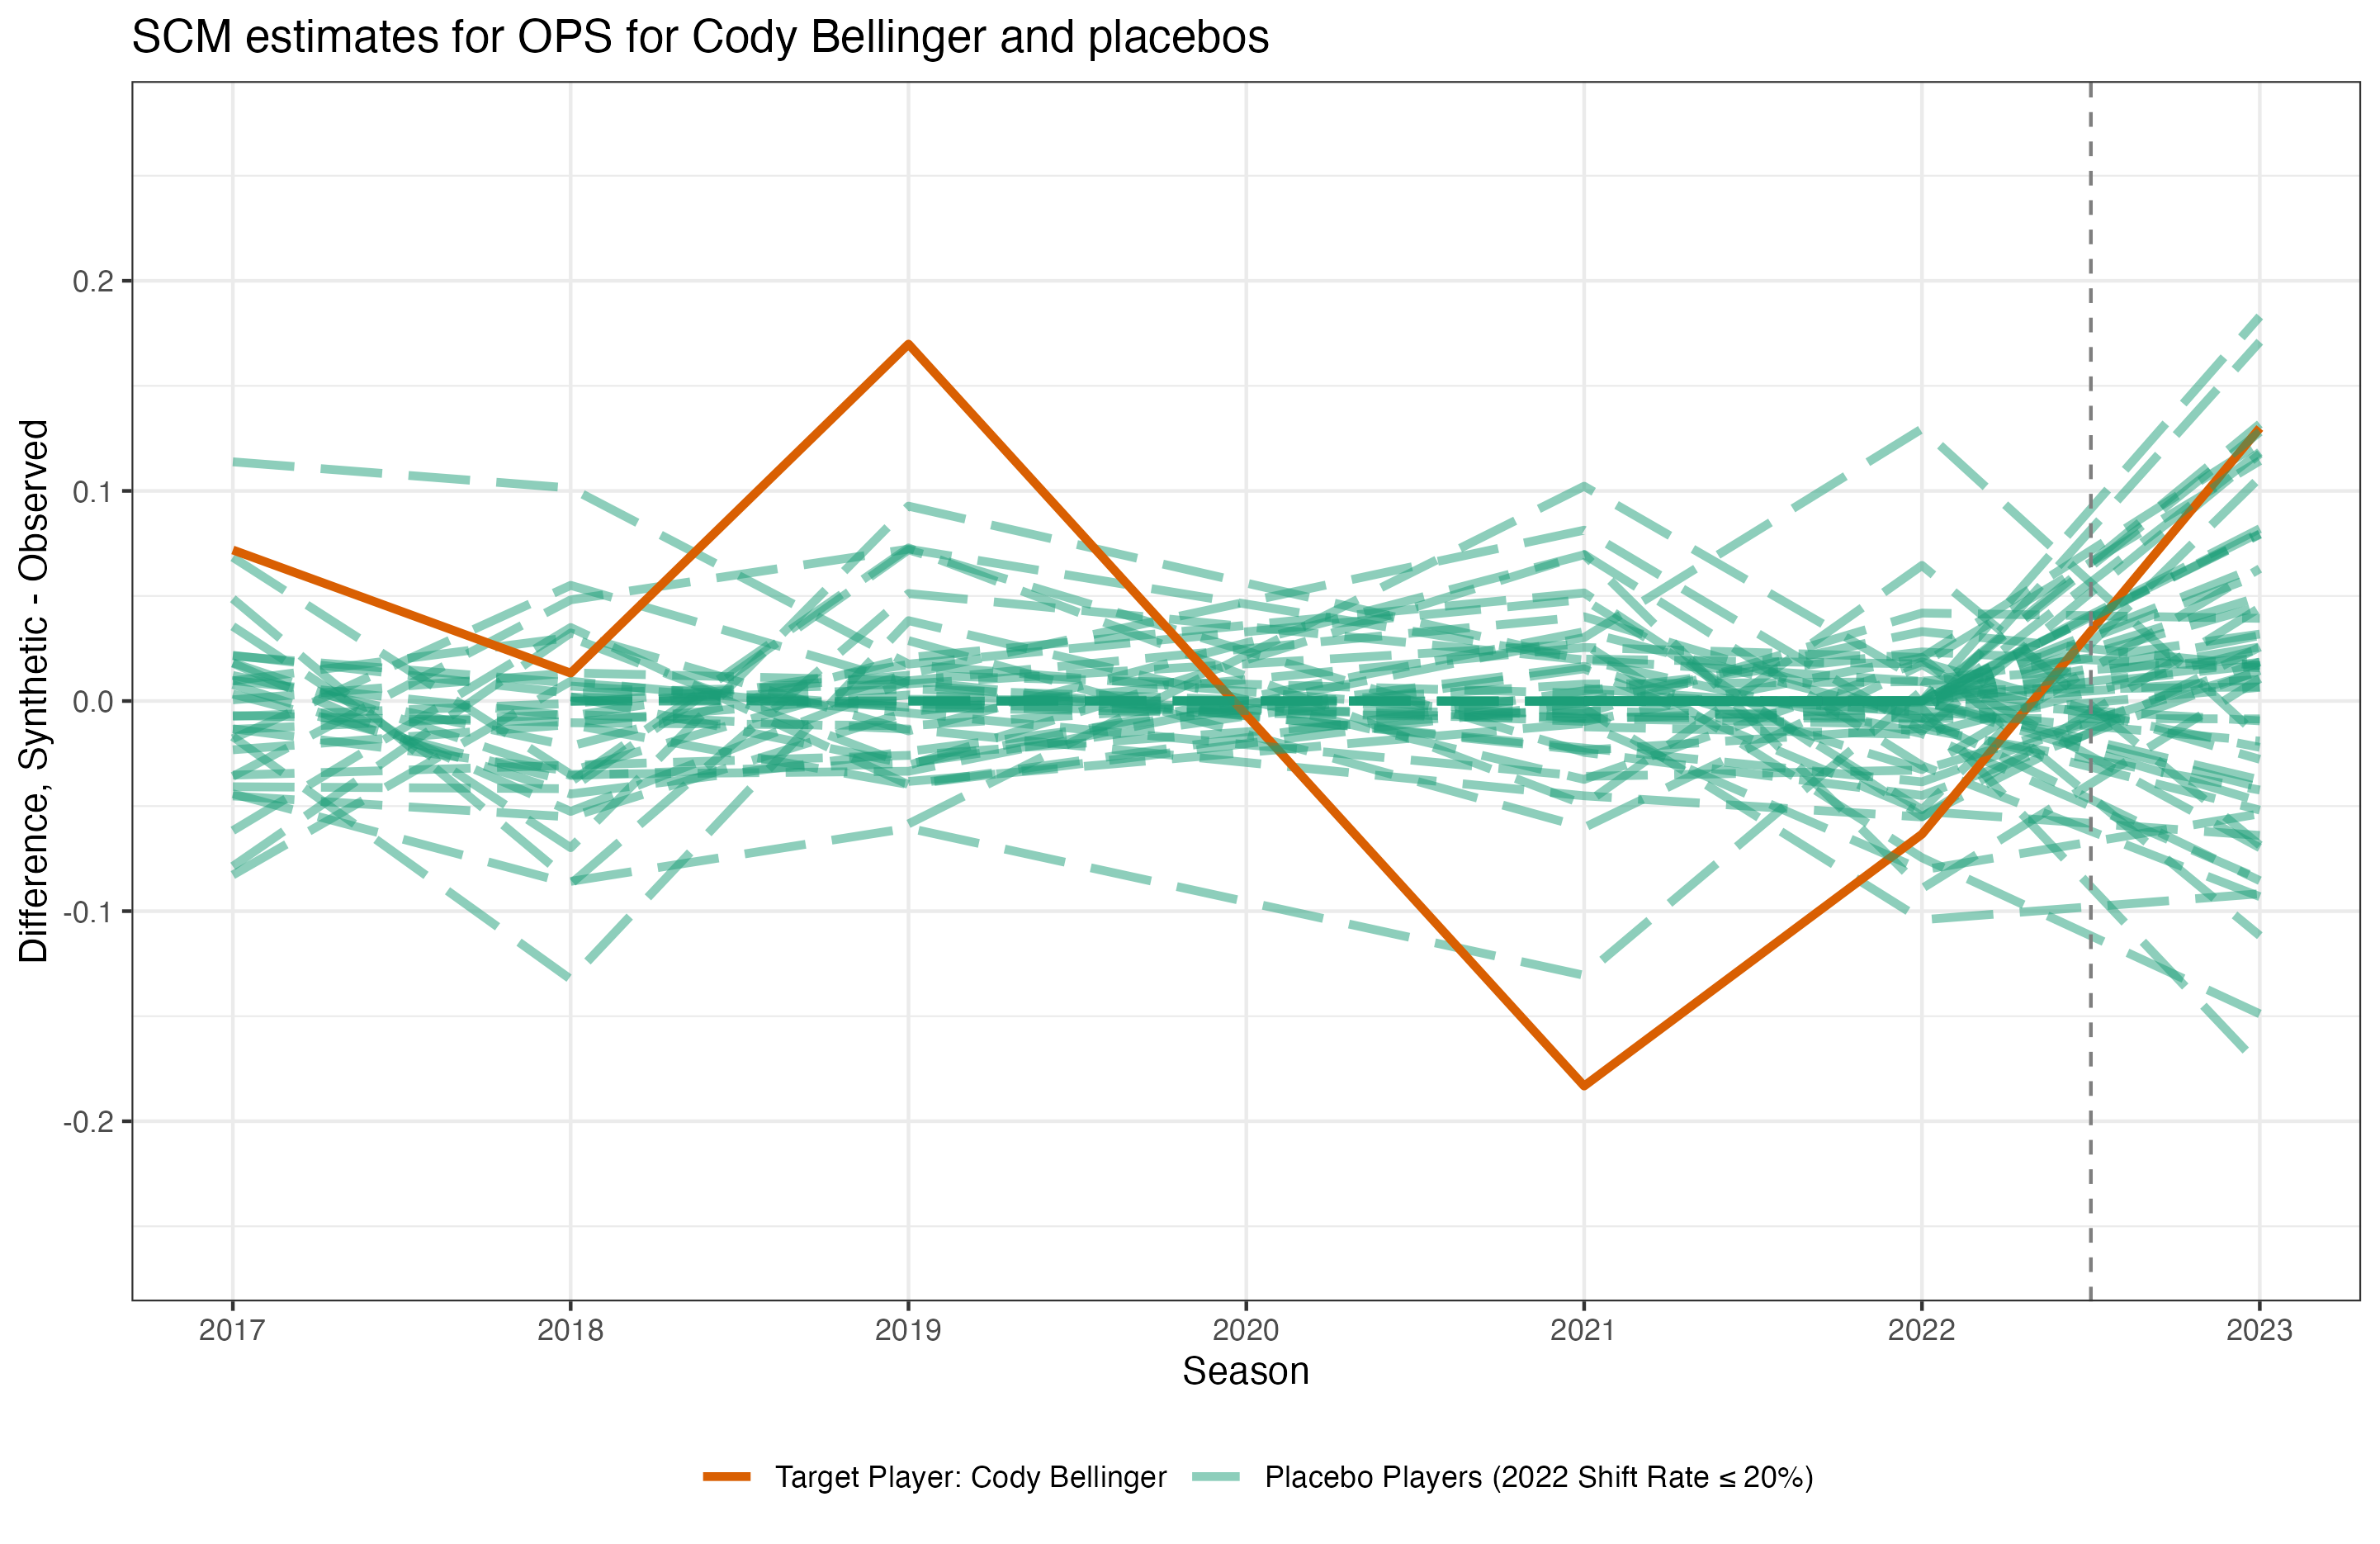 SCM estimates for OPS for Cody Bellinger and placebos
Difference, Synthetic - Observed
0.2
0.1
0.0
-0.1
-0.2
2017 2018 2019 2020 2021 2022 2023
Season
Target Player: Cody Bellinger Placebo Players (2022 Shift Rate ≤ 20%)